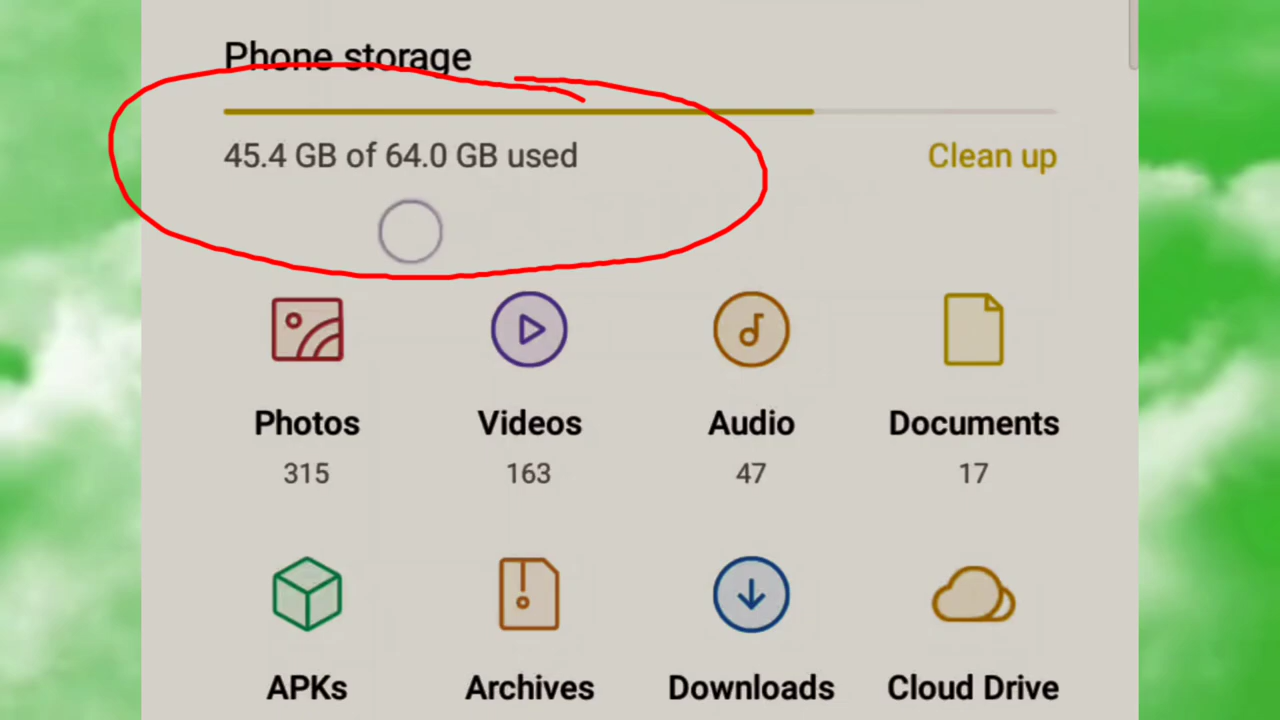 Phone storage
45.4 GB of 64.0 GB used
Clean up
Photos Videos Audio Documents
315 163 47 17
APKs Archives Downloads Cloud Drive